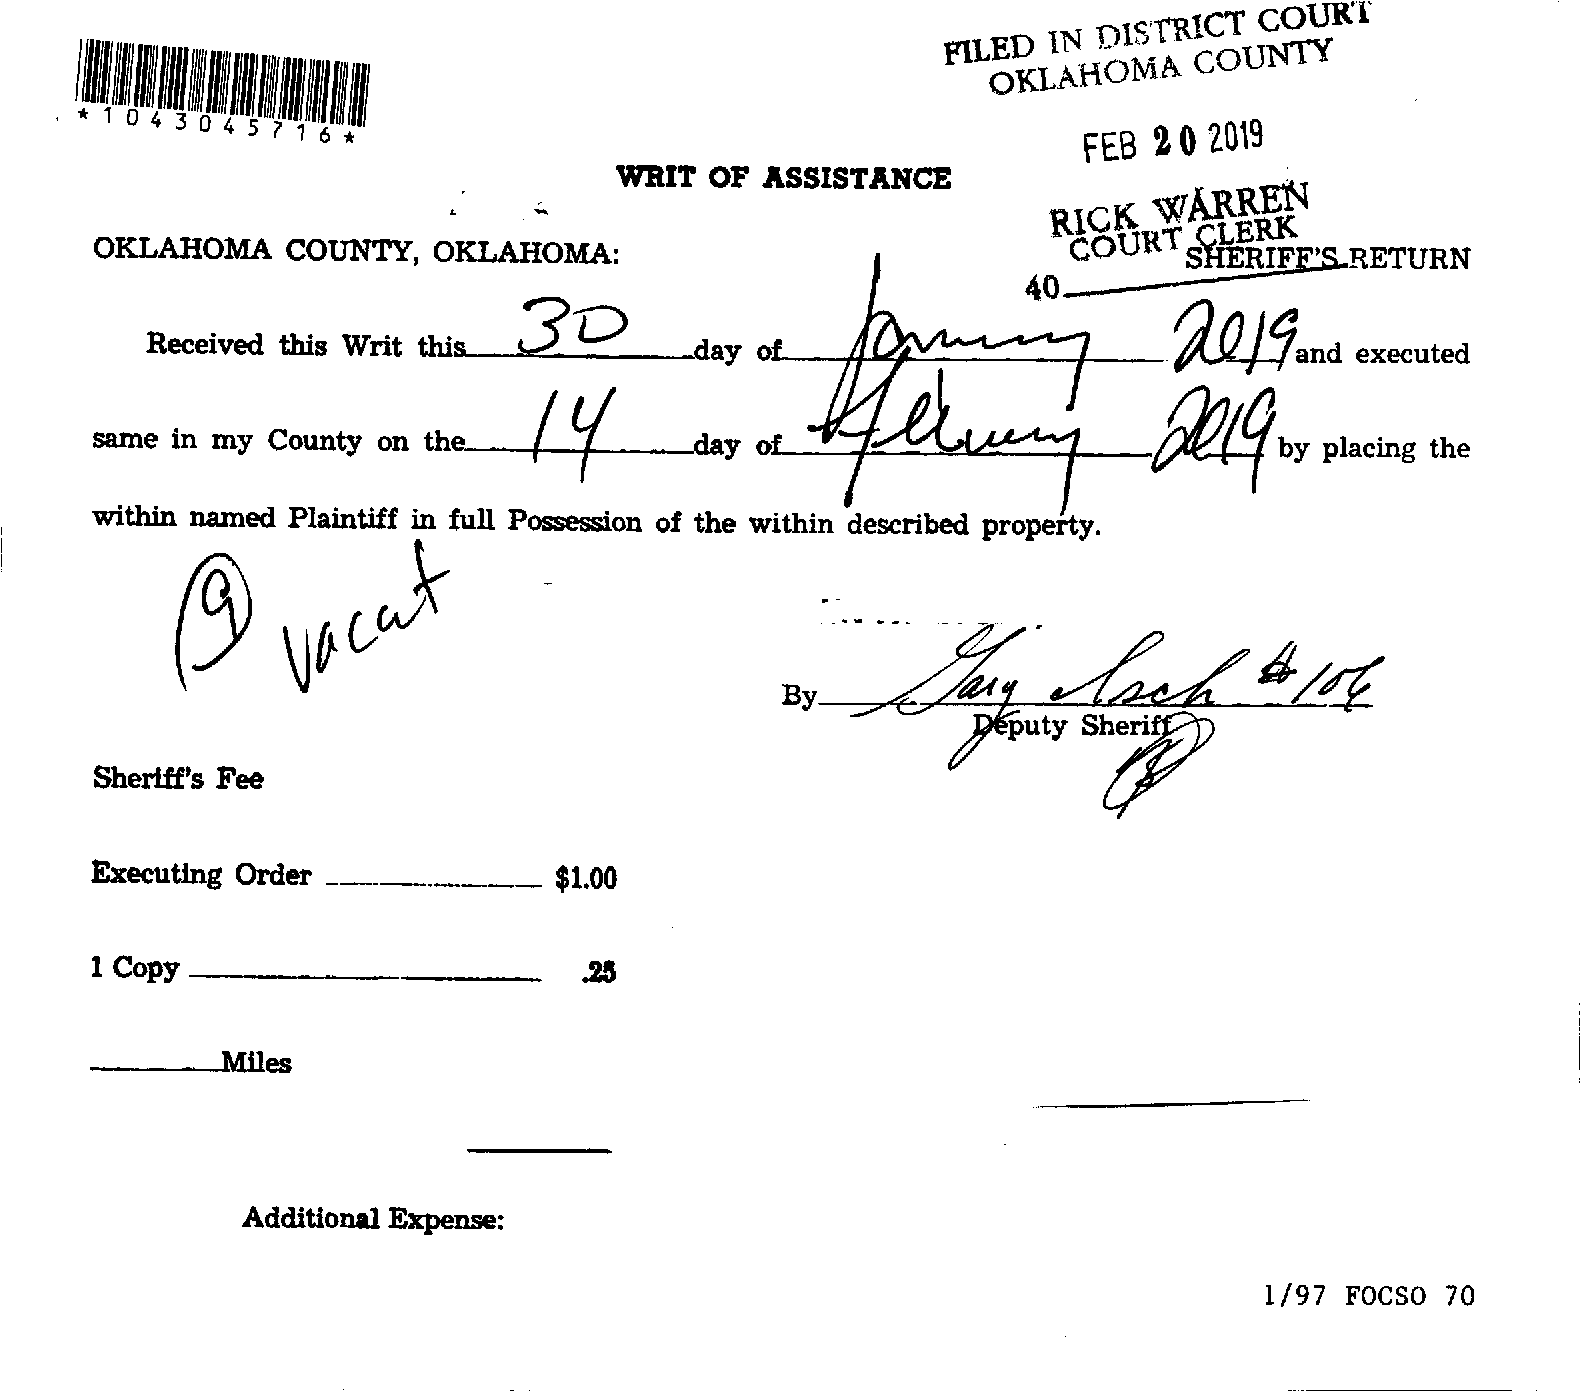 FILED IN DISTRICT COURT
OKLAHOMA COUNTY
*1043045716*
FEB 20 2019
WRIT OF ASSISTANCE
RICK WARREN
COURT CLERK
OKLAHOMA COUNTY, OKLAHOMA:
SHERIFF'S RETURN
40
Received this Writ this 30 day of January 2019 and executed
same in my County on the 14 day of February 2019 by placing the
within named Plaintiff in full Possession of the within described property.
9 vacant
By Gary #106
Deputy Sheriff
Sheriff's Fee
Executing Order $1.00
1 Copy .25
Miles
Additional Expense:
1/97 FOCSO 70